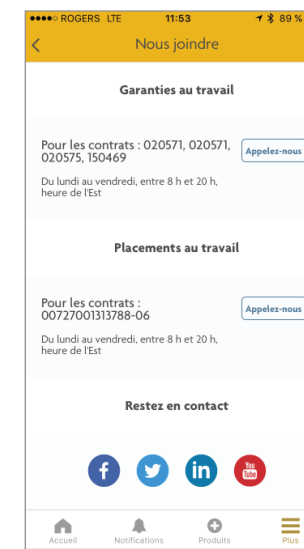 ROGERS LTE 11:53 89 %
Nous joindre
Garanties au travail
Pour les contrats : 020571, 020571,
020575, 150469
Appelez-nous
Du lundi au vendredi, entre 8 h et 20 h,
heure de l'Est
Placements au travail
Pour les contrats :
00727001313788-06
Appelez-nous
Du lundi au vendredi, entre 8 h et 20 h,
heure de l'Est
Restez en contact
f in You Tube
Accueil Notifications Produits Plus